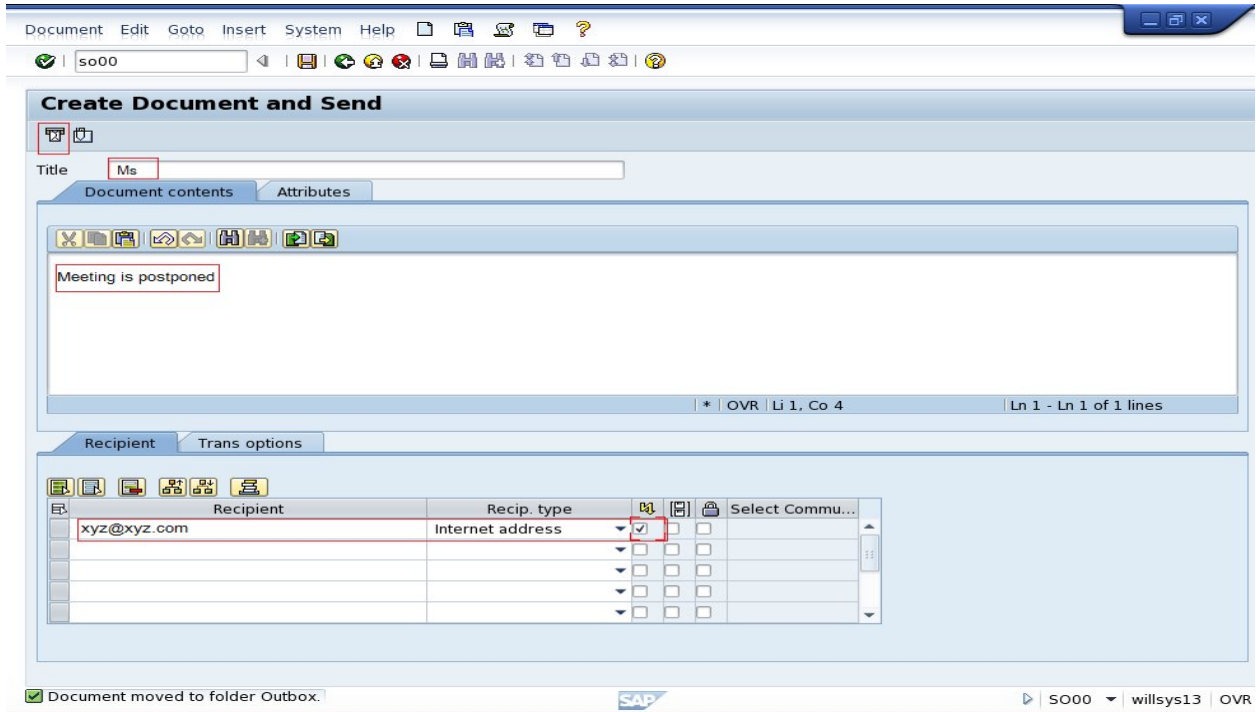 Document Edit Goto Insert System Help
so00
Create Document and Send
Title Ms
Document contents Attributes
Meeting is postponed
* OVR Li 1, Co 4 Ln 1 - Ln 1 of 1 lines
Recipient Trans options
Recipient Recip. type Select Commu...
xyz@xyz.com Internet address
Document moved to folder Outbox. SAP SO00 willsys13 OVR